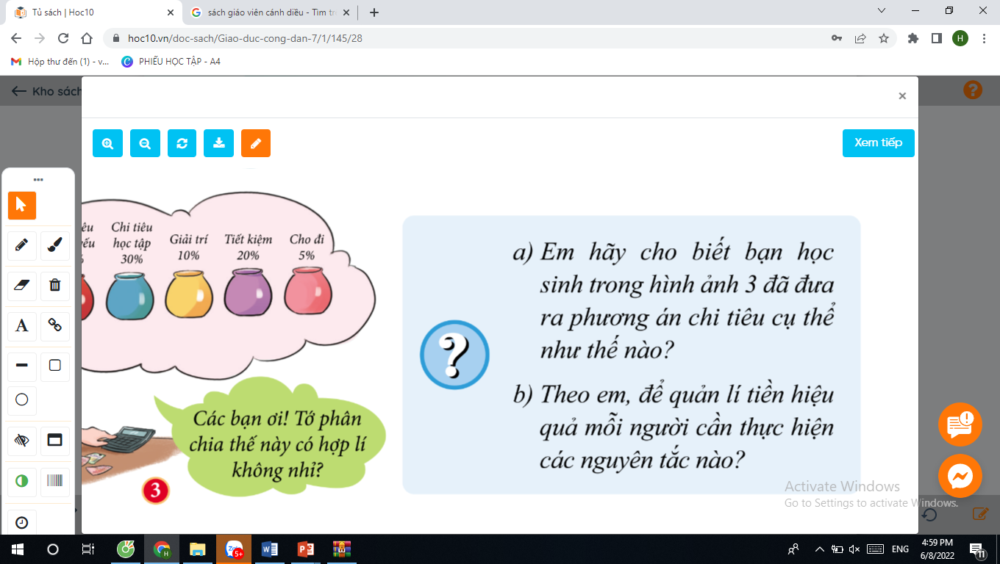 Tủ sách | Hoc10
sách giáo viên cánh diều - Tìm tr
hoc10.vn/doc-sach/Giao-duc-cong-dan-7/1/145/28
H
Hộp thư đến (1) - v...
PHIẾU HỌC TẬP - A4
Kho sách
Xem tiếp
Chi tiêu
học tập
30%
Giải trí
10%
Tiết kiệm
20%
Cho đi
5%
Các bạn ơi! Tớ phân
chia thế này có hợp lí
không nhỉ?
3
a) Em hãy cho biết bạn học
sinh trong hình ảnh 3 đã đưa
ra phương án chi tiêu cụ thể
như thế nào?
b) Theo em, để quản lí tiền hiệu
quả mỗi người cần thực hiện
các nguyên tắc nào?
Activate Windows
Go to Settings to activate Windows.
5+
ENG
4:59 PM
6/8/2022
11